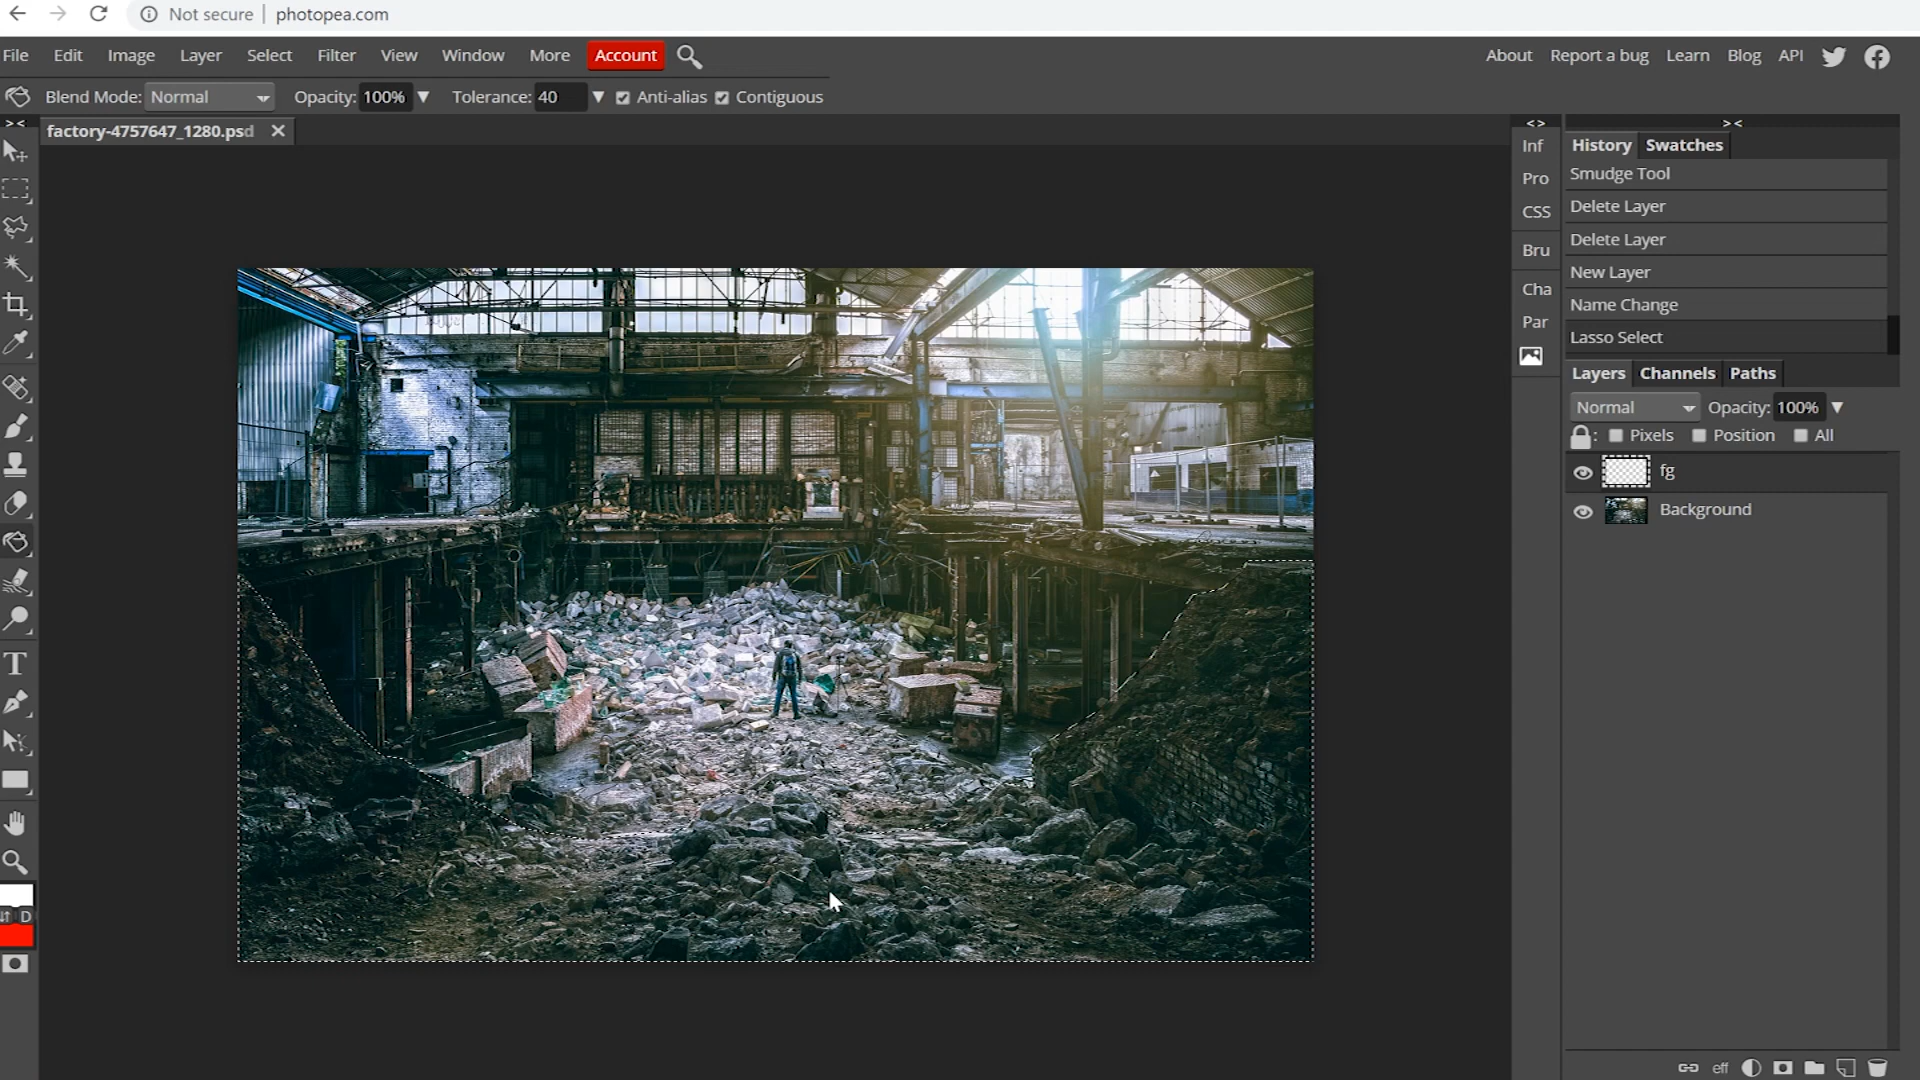 Not secure | photopea.com
File Edit Image Layer Select Filter View Window More Account
About Report a bug Learn Blog API
Blend Mode: Normal Opacity: 100% Tolerance: 40 Anti-alias Contiguous
> <
factory-4757647_1280.psd
< >
> <
Inf
Pro
CSS
Bru
Cha
Par
History Swatches
Smudge Tool
Delete Layer
Delete Layer
New Layer
Name Change
Lasso Select
Layers Channels Paths
Normal Opacity: 100%
: Pixels Position All
fg
Background
T
D
eff